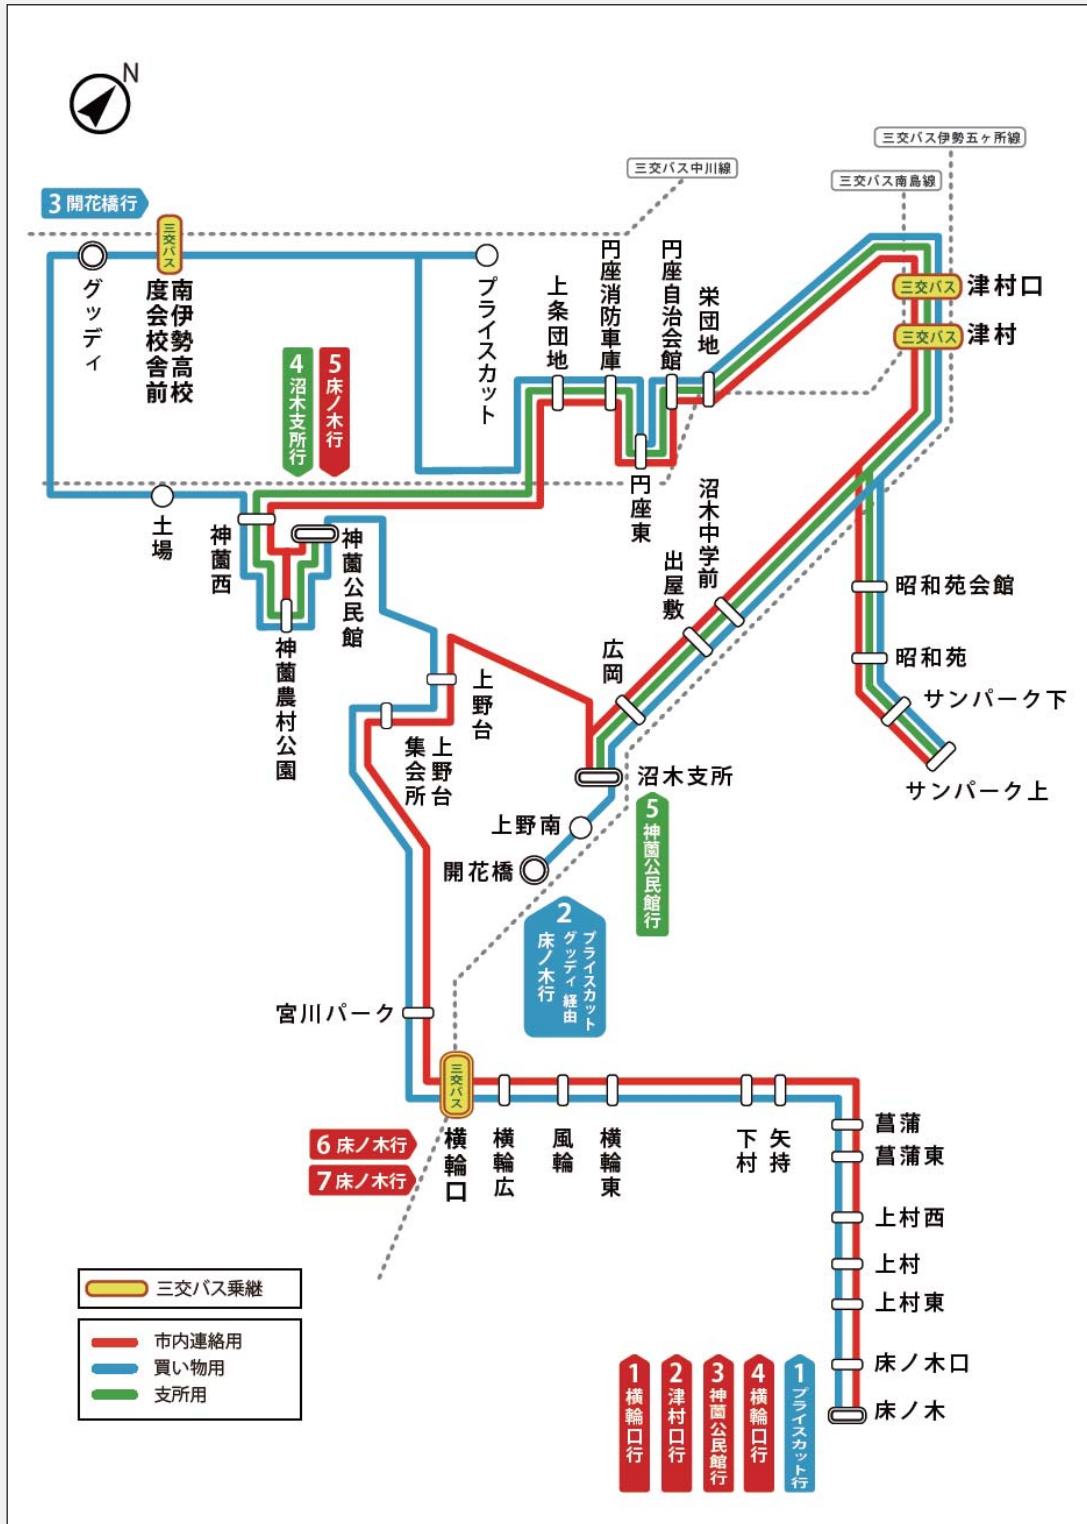 N
三交バス伊勢五ヶ所線
三交バス中川線
三交バス南島線
3 開花橋行
三交バス
グッディ
南伊勢高校
度会校舎前
プライスカット
上条団地
円座消防車庫
円座自治会館
栄団地
三交バス
津村口
三交バス
津村
4 沼木支所行
5 床ノ木行
円座東
土場
神薗西
神薗公民館
神薗農村公園
沼木中学前
出屋敷
広岡
昭和苑会館
昭和苑
サンパーク下
サンパーク上
上野台
上野台
集会所
沼木支所
上野南
開花橋
5 神薗公民館行
2
プライスカット
グッディ 経由
床ノ木行
宮川パーク
三交バス
横輪口
6 床ノ木行
7 床ノ木行
横輪広
風輪
横輪東
下村
矢持
菖蒲
菖蒲東
上村西
上村
上村東
床ノ木口
床ノ木
三交バス乗継
市内連絡用
買い物用
支所用
1 横輪口行
2 津村口行
3 神薗公民館行
4 横輪口行
1 プライスカット行